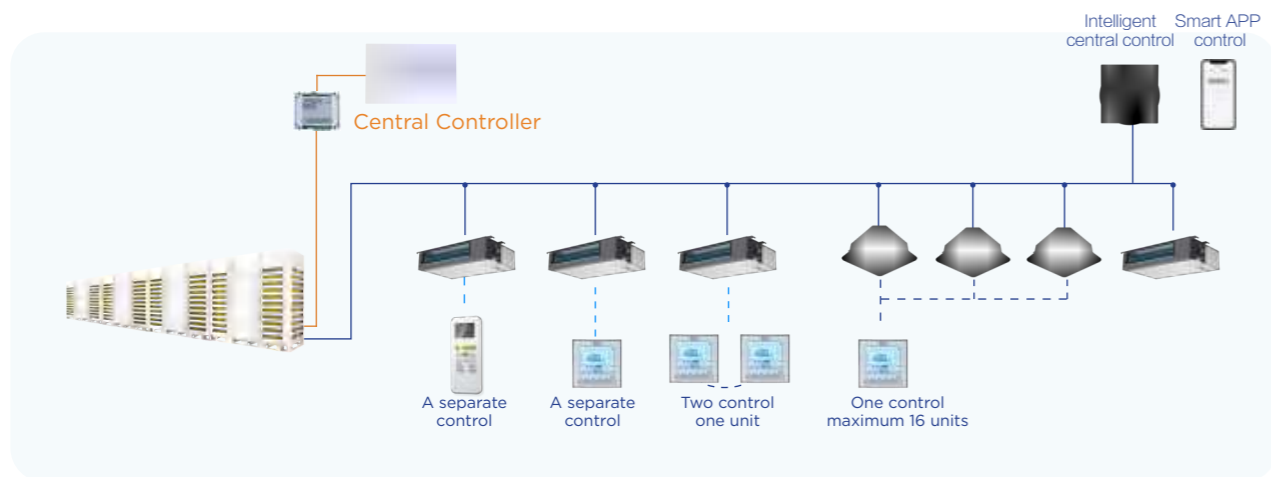 Intelligent
central control
Smart APP
control
Central Controller
A separate
control
A separate
control
Two control
one unit
One control
maximum 16 units